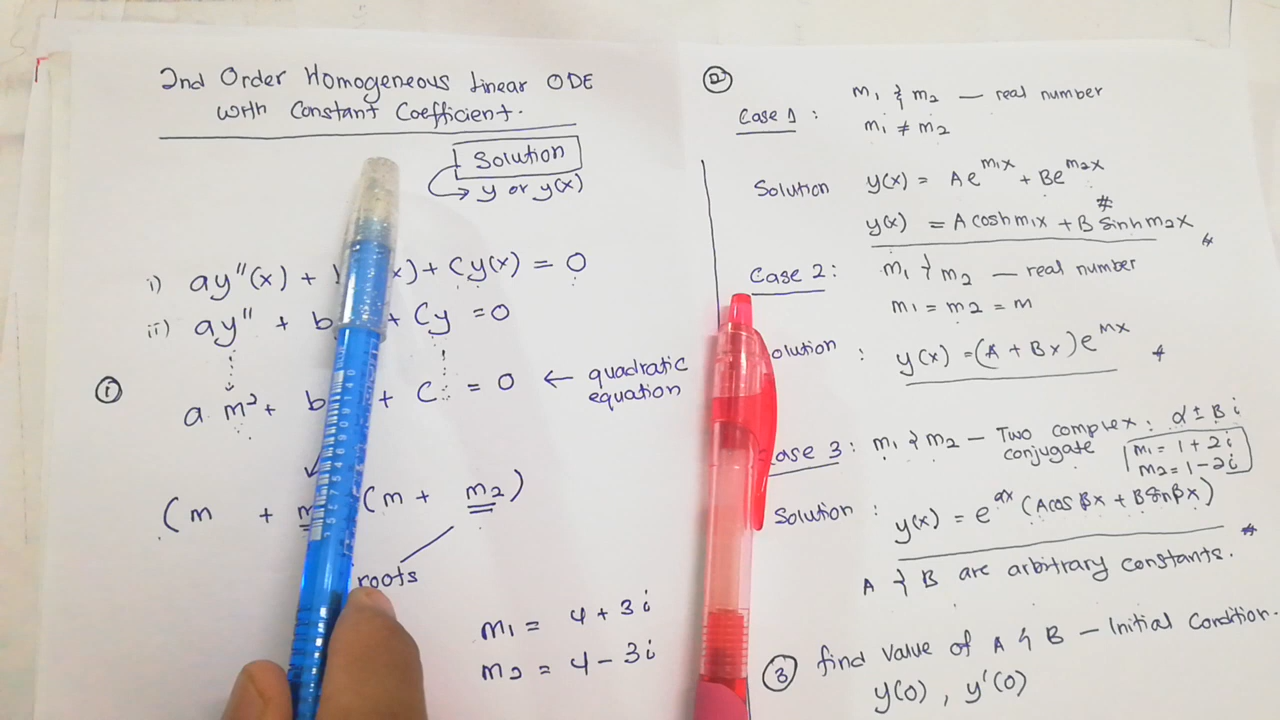 2nd Order Homogeneous Linear ODE
with Constant Coefficient.
Solution
y or y(x)
i) ay"(x) + x) + Cy(x) = 0
ii) ay" + b + Cy = 0
① a m² + b + C = 0 ← quadratic
equation
(m + m (m + m2)
roots
m1 = 4 + 3i
m2 = 4 - 3i
②
Case 1 : m1 & m2 — real number
m1 ≠ m2
Solution y(x) = Ae^m1x + Be^m2x
y(x) = A cosh m1x + B sinh m2x
Case 2 : m1 & m2 — real number
m1 = m2 = m
olution : y(x) = (A + Bx)e^mx
ase 3 : m1 & m2 — Two complex : α ± β i
conjugate
m1 = 1 + 2i
m2 = 1 - 2i
Solution : y(x) = e^αx (A cos βx + B sin βx)
A & B are arbitrary constants.
③ find value of A & B — Initial Condition.
y(0) , y'(0)